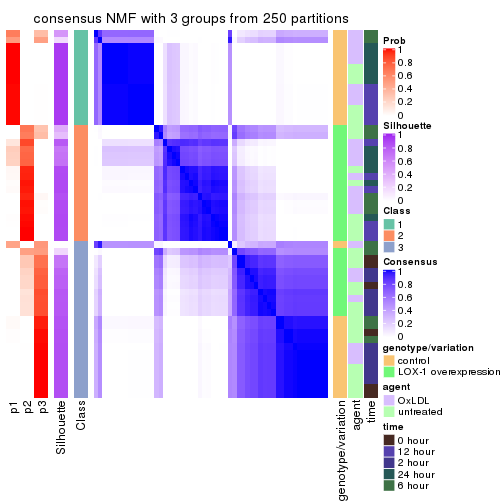 consensus NMF with 3 groups from 250 partitions
Prob
1
0.8
0.6
0.4
0.2
0
Silhouette
1
0.8
0.6
0.4
0.2
0
Class
1
2
3
Consensus
1
0.8
0.6
0.4
0.2
0
genotype/variation
control
LOX-1 overexpression
agent
OxLDL
untreated
time
0 hour
12 hour
2 hour
24 hour
6 hour
p1
p2
p3
Silhouette
Class
genotype/variation
agent
time